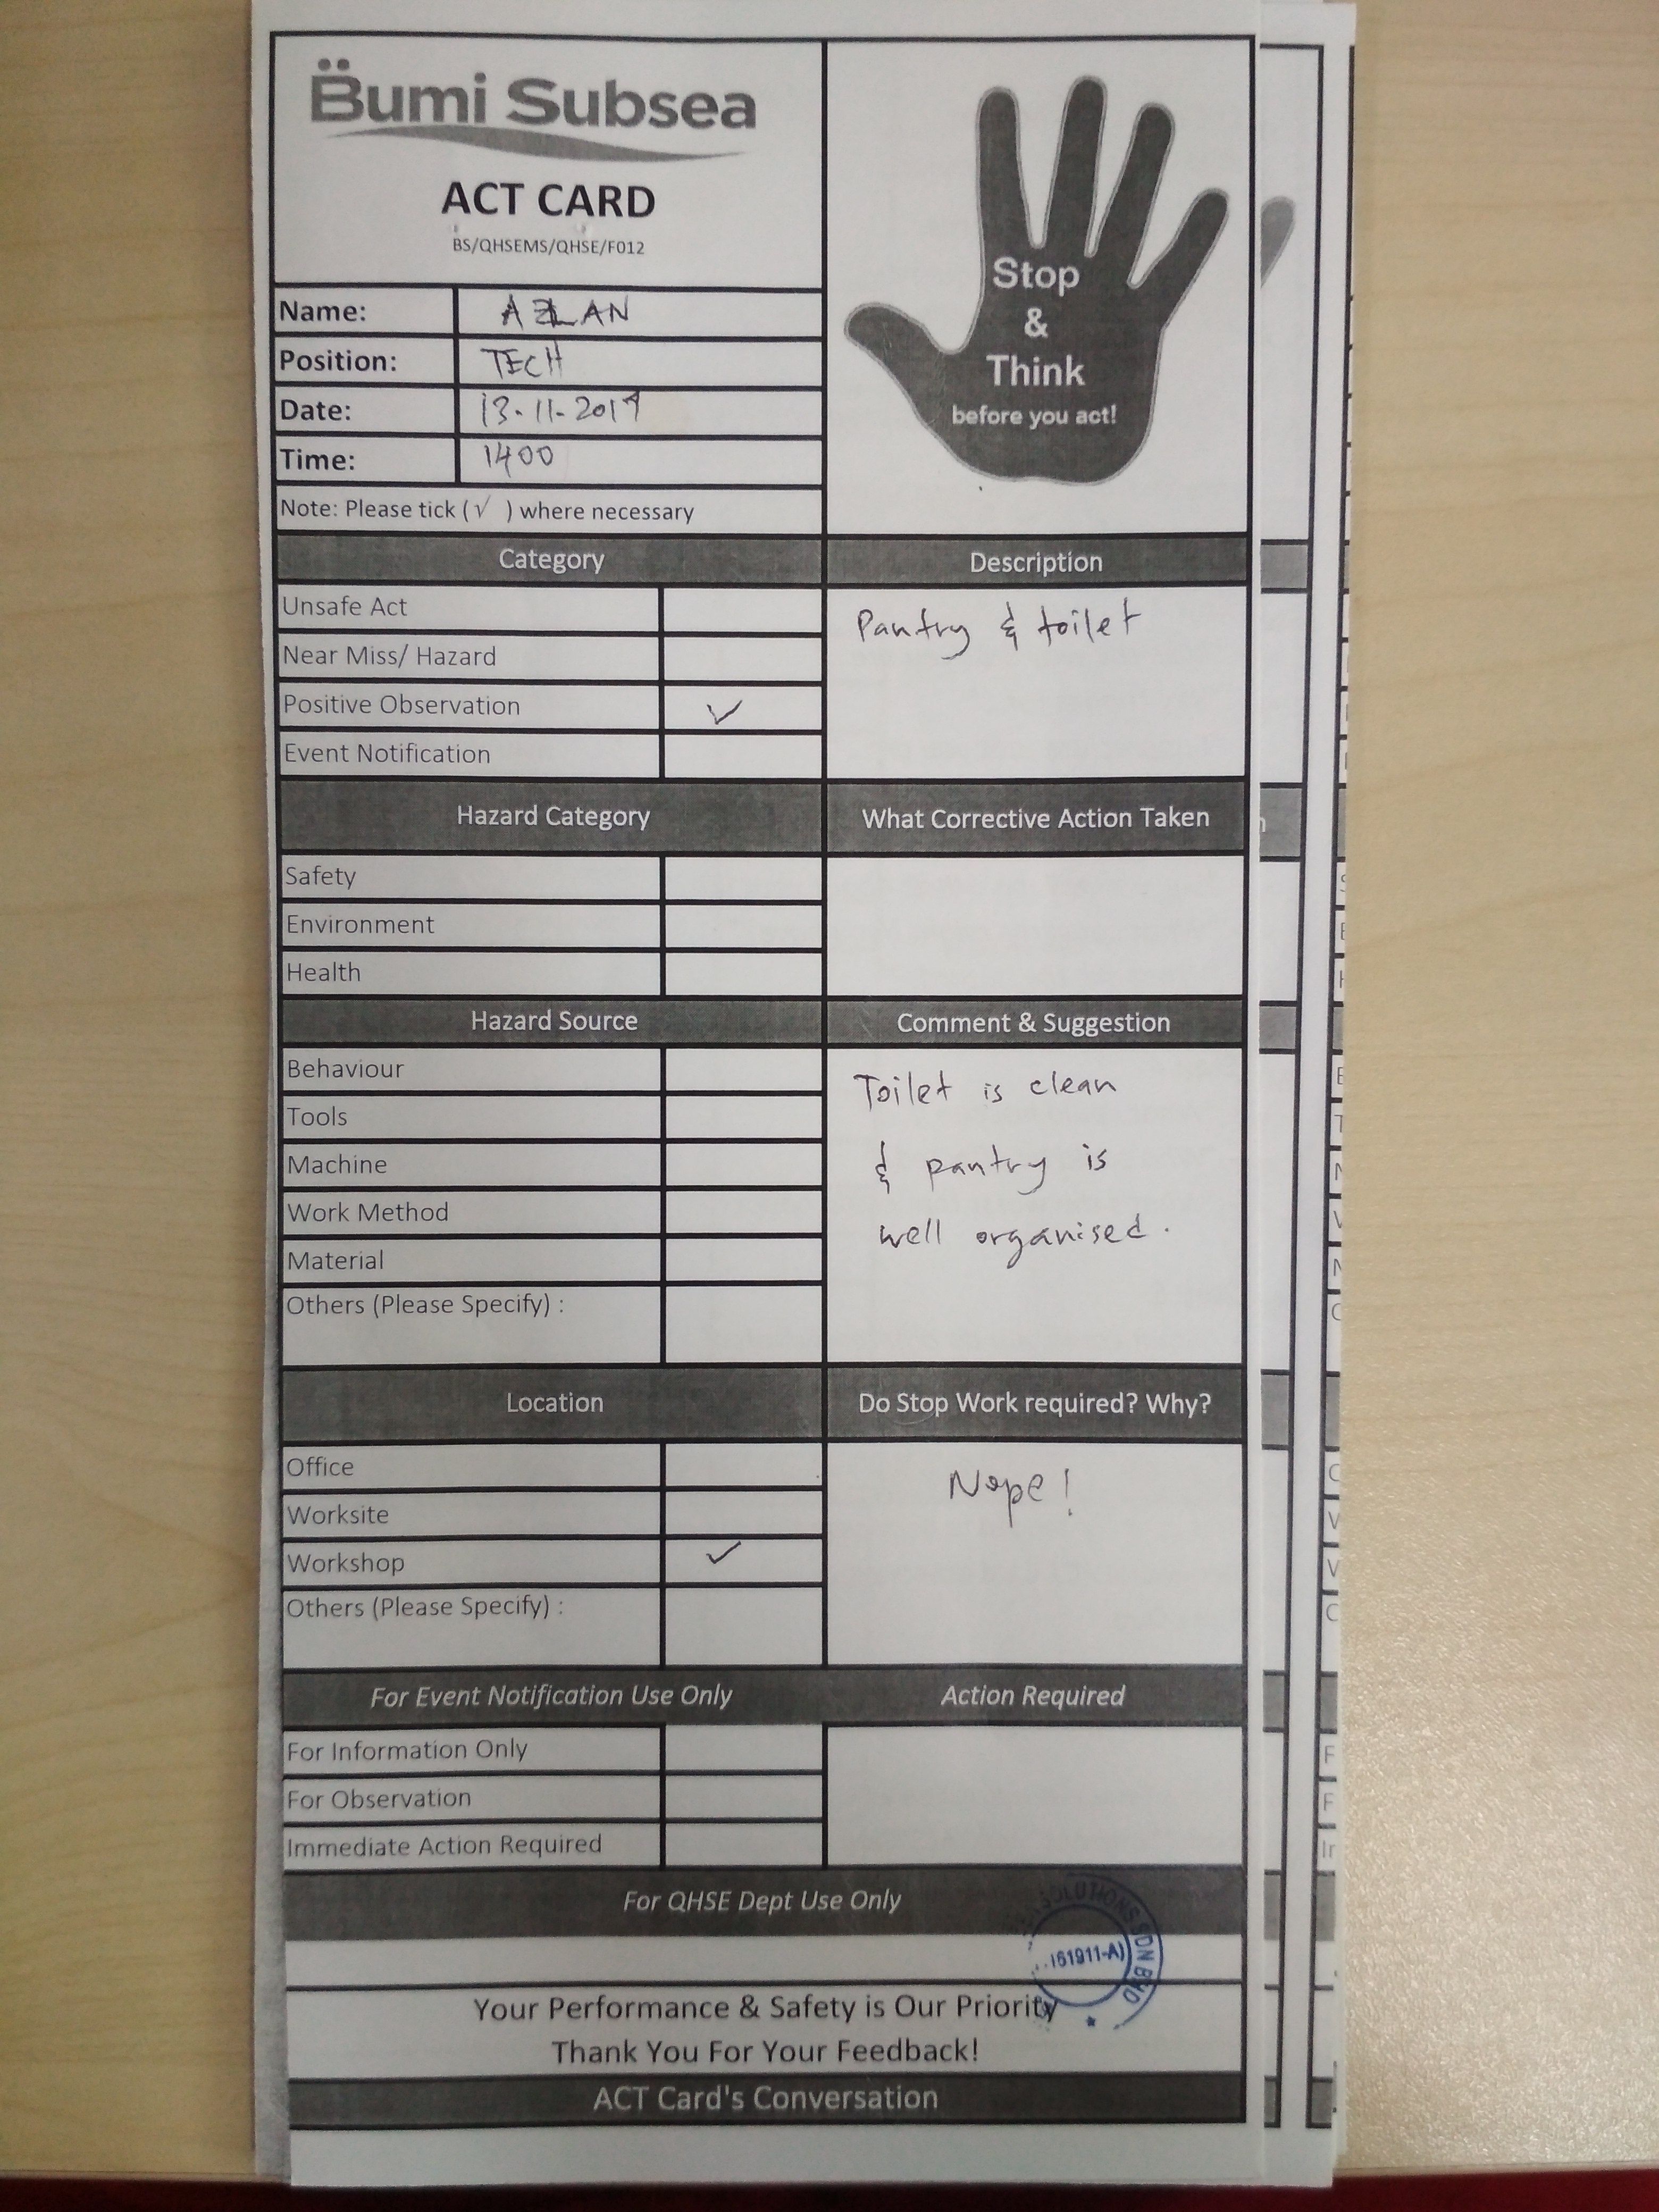 Bumi Subsea
ACT CARD
BS/QHSEMS/QHSE/F012
Stop
&
Think
before you act!
Name: AZLAN
Position: TECH
Date: 13-11-2019
Time: 1400
Note: Please tick (√ ) where necessary
Category
Description
Unsafe Act
Near Miss/ Hazard
Positive Observation ✓
Event Notification
Pantry & toilet
Hazard Category
What Corrective Action Taken
Safety
Environment
Health
Hazard Source
Comment & Suggestion
Behaviour
Tools
Machine
Work Method
Material
Others (Please Specify) :
Toilet is clean
& pantry is
well organised.
Location
Do Stop Work required? Why?
Office
Worksite
Workshop ✓
Others (Please Specify) :
Nope!
For Event Notification Use Only
Action Required
For Information Only
For Observation
Immediate Action Required
For QHSE Dept Use Only
SOLUTIONS SDN BHD
161911-A)
Your Performance & Safety is Our Priority
Thank You For Your Feedback!
ACT Card's Conversation